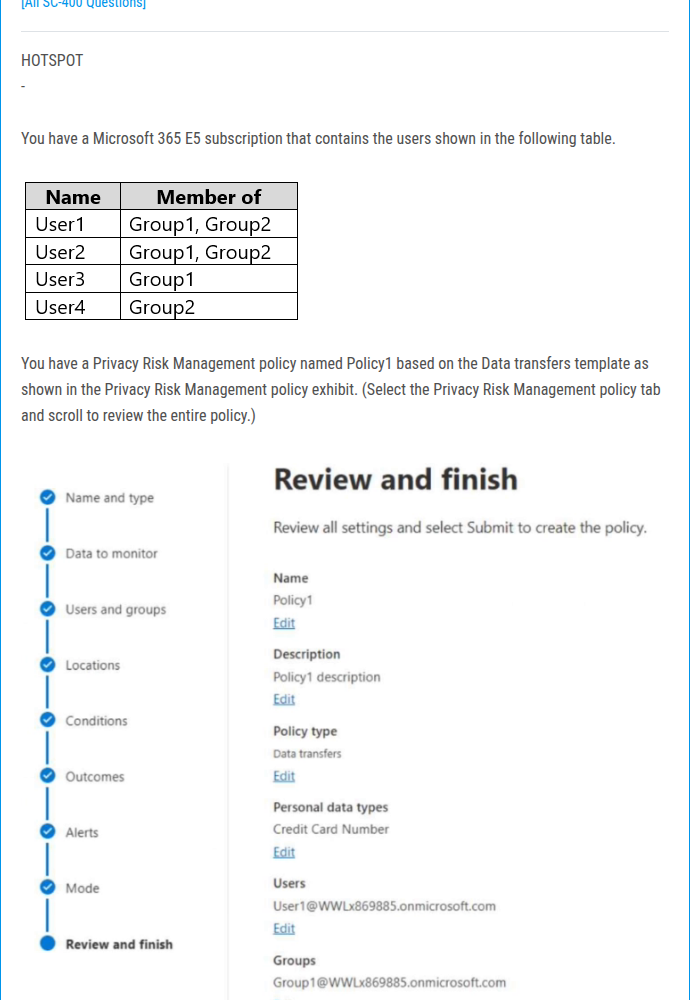 [All SC-400 Questions]
HOTSPOT
-
You have a Microsoft 365 E5 subscription that contains the users shown in the following table.
Name Member of
User1 Group1, Group2
User2 Group1, Group2
User3 Group1
User4 Group2
You have a Privacy Risk Management policy named Policy1 based on the Data transfers template as
shown in the Privacy Risk Management policy exhibit. (Select the Privacy Risk Management policy tab
and scroll to review the entire policy.)
Name and type
Data to monitor
Users and groups
Locations
Conditions
Outcomes
Alerts
Mode
Review and finish
Review and finish
Review all settings and select Submit to create the policy.
Name
Policy1
Edit
Description
Policy1 description
Edit
Policy type
Data transfers
Edit
Personal data types
Credit Card Number
Edit
Users
User1@WWLx869885.onmicrosoft.com
Edit
Groups
Group1@WWLx869885.onmicrosoft.com